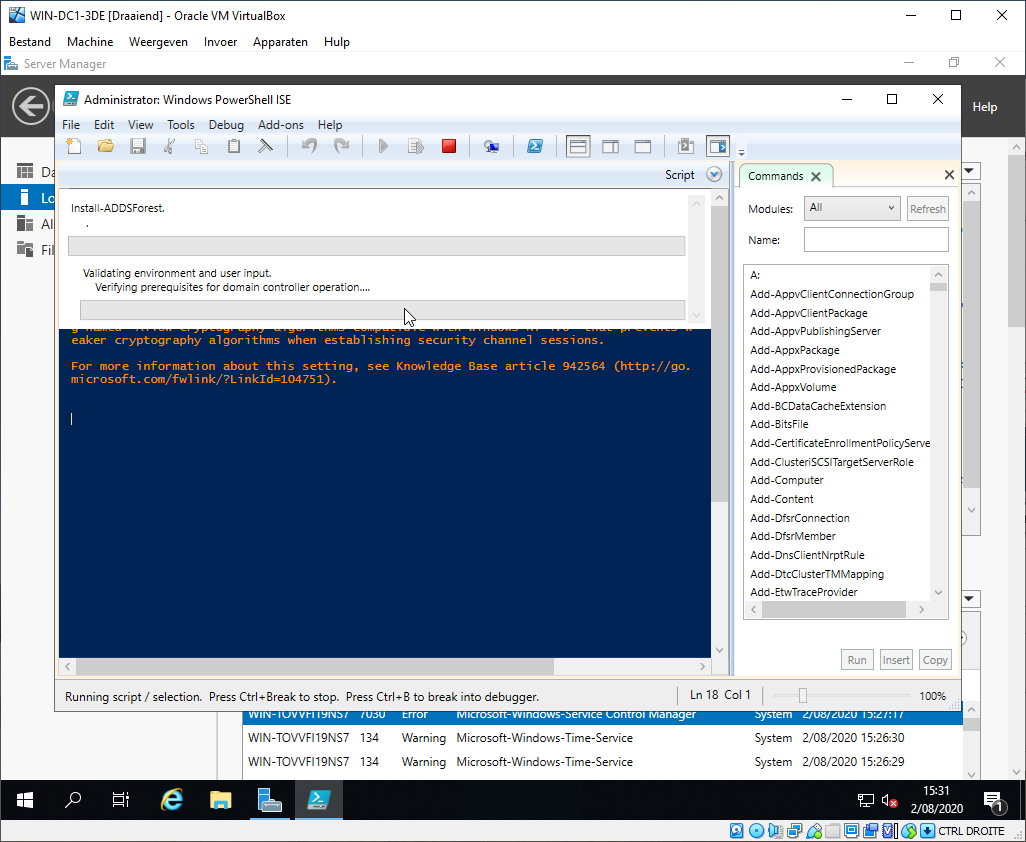 WIN-DC1-3DE [Draaiend] - Oracle VM VirtualBox
Bestand Machine Weergeven Invoer Apparaten Hulp
Server Manager
Administrator: Windows PowerShell ISE
Help
File Edit View Tools Debug Add-ons Help
Script
Commands
Install-ADDSForest.
.
Modules: All Refresh
Name:
Validating environment and user input.
Verifying prerequisites for domain controller operation....
eaker cryptography algorithms when establishing security channel sessions.
For more information about this setting, see Knowledge Base article 942564 (http://go.
microsoft.com/fwlink/?LinkId=104751).
Da
Lo
Al
Fil
A:
Add-AppvClientConnectionGroup
Add-AppvClientPackage
Add-AppvPublishingServer
Add-AppxPackage
Add-AppxProvisionedPackage
Add-AppxVolume
Add-BCDataCacheExtension
Add-BitsFile
Add-CertificateEnrollmentPolicyServe
Add-ClusteriSCSITargetServerRole
Add-Computer
Add-Content
Add-DfsrConnection
Add-DfsrMember
Add-DnsClientNrptRule
Add-DtcClusterTMMapping
Add-EtwTraceProvider
Run Insert Copy
Running script / selection. Press Ctrl+Break to stop. Press Ctrl+B to break into debugger.
Ln 18 Col 1
100%
WIN-TOVVFI19NS7 7030 Error Microsoft-Windows-Service Control Manager System 2/08/2020 15:27:17
WIN-TOVVFI19NS7 134 Warning Microsoft-Windows-Time-Service System 2/08/2020 15:26:30
WIN-TOVVFI19NS7 134 Warning Microsoft-Windows-Time-Service System 2/08/2020 15:26:29
15:31
2/08/2020
1
CTRL DROITE